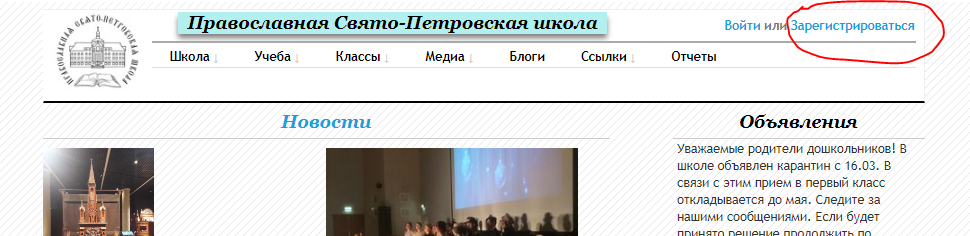 ПРАВОСЛАВНАЯ СВЯТО-ПЕТРОВСКАЯ ШКОЛА
Православная Свято-Петровская школа
Войти или Зарегистрироваться
Школа ↓ Учеба ↓ Классы ↓ Медиа ↓ Блоги Ссылки ↓ Отчеты
Новости
Объявления
Уважаемые родители дошкольников! В
школе объявлен карантин с 16.03. В
связи с этим прием в первый класс
откладывается до мая. Следите за
нашими сообщениями. Если будет
принято решение продолжить по